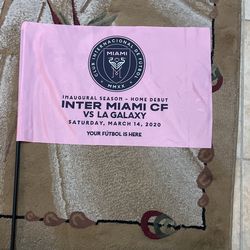 CLUB INTERNACIONAL DE FÚTBOL
MIAMI
MMXX
INAUGURAL SEASON - HOME DEBUT
INTER MIAMI CF
VS LA GALAXY
SATURDAY, MARCH 14, 2020
YOUR FÚTBOL IS HERE